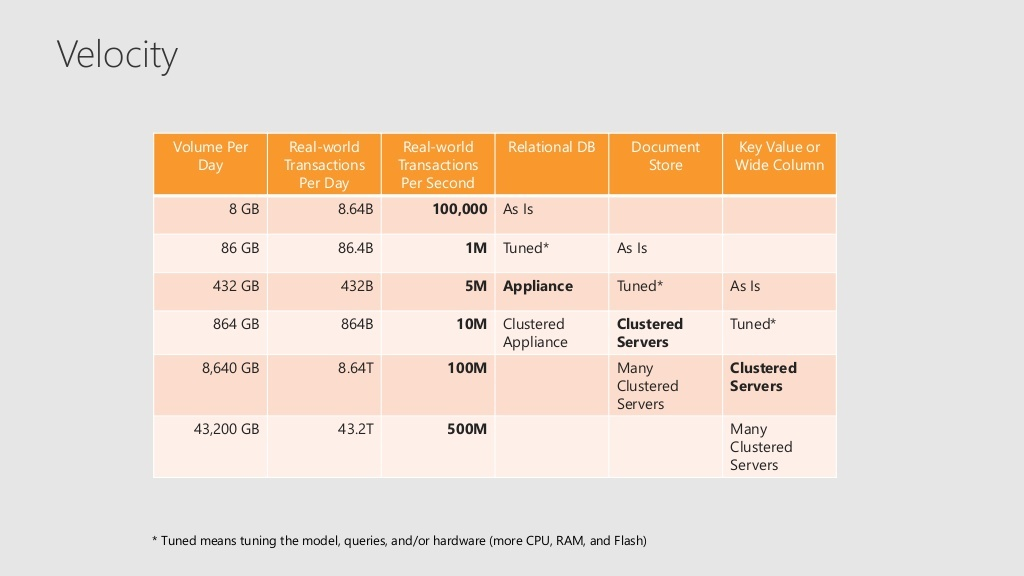 Velocity
Volume Per
Day
Real-world
Transactions
Per Day
Real-world
Transactions
Per Second
Relational DB
Document
Store
Key Value or
Wide Column
8 GB
8.64B
100,000
As Is
86 GB
86.4B
1M
Tuned*
As Is
432 GB
432B
5M
Appliance
Tuned*
As Is
864 GB
864B
10M
Clustered
Appliance
Clustered
Servers
Tuned*
8,640 GB
8.64T
100M
Many
Clustered
Servers
Clustered
Servers
43,200 GB
43.2T
500M
Many
Clustered
Servers
* Tuned means tuning the model, queries, and/or hardware (more CPU, RAM, and Flash)